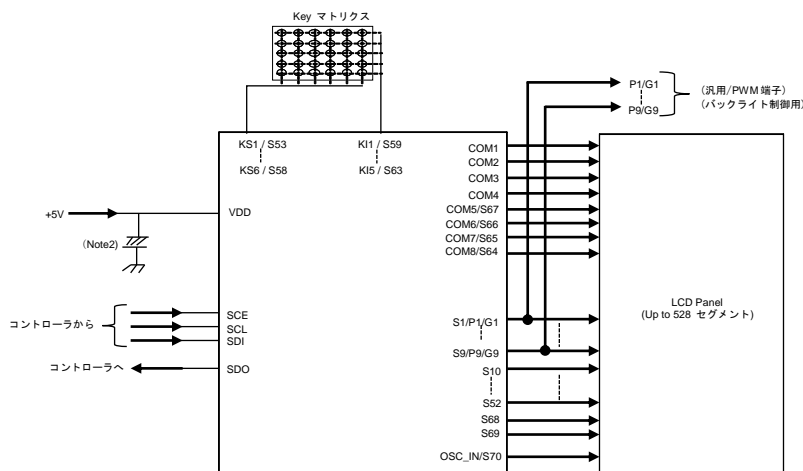 Key マトリクス
P1/G1
P9/G9
(汎用/PWM 端子)
(バックライト制御用)
KS1 / S53
KS6 / S58
KI1 / S59
KI5 / S63
COM1
COM2
COM3
COM4
COM5/S67
COM6/S66
COM7/S65
COM8/S64
+5V
VDD
(Note2)
LCD Panel
(Up to 528 セグメント)
コントローラから
SCE
SCL
SDI
コントローラへ
SDO
S1/P1/G1
S9/P9/G9
S10
S52
S68
S69
OSC_IN/S70